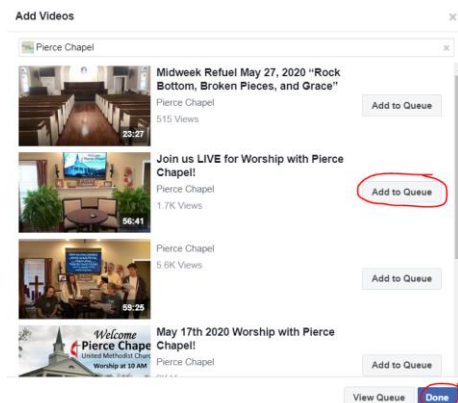 Add Videos
Pierce Chapel
Midweek Refuel May 27, 2020 “Rock
Bottom, Broken Pieces, and Grace”
Pierce Chapel
515 Views
Add to Queue
23:27
Join us LIVE for Worship with Pierce
Chapel!
Pierce Chapel
1.7K Views
Add to Queue
56:41
Pierce Chapel
5.6K Views
Add to Queue
59:25
Welcome
Pierce Chape
United Methodist Churc
Worship at 10 AM
May 17th 2020 Worship with Pierce
Chapel!
Pierce Chapel
Add to Queue
View Queue
Done